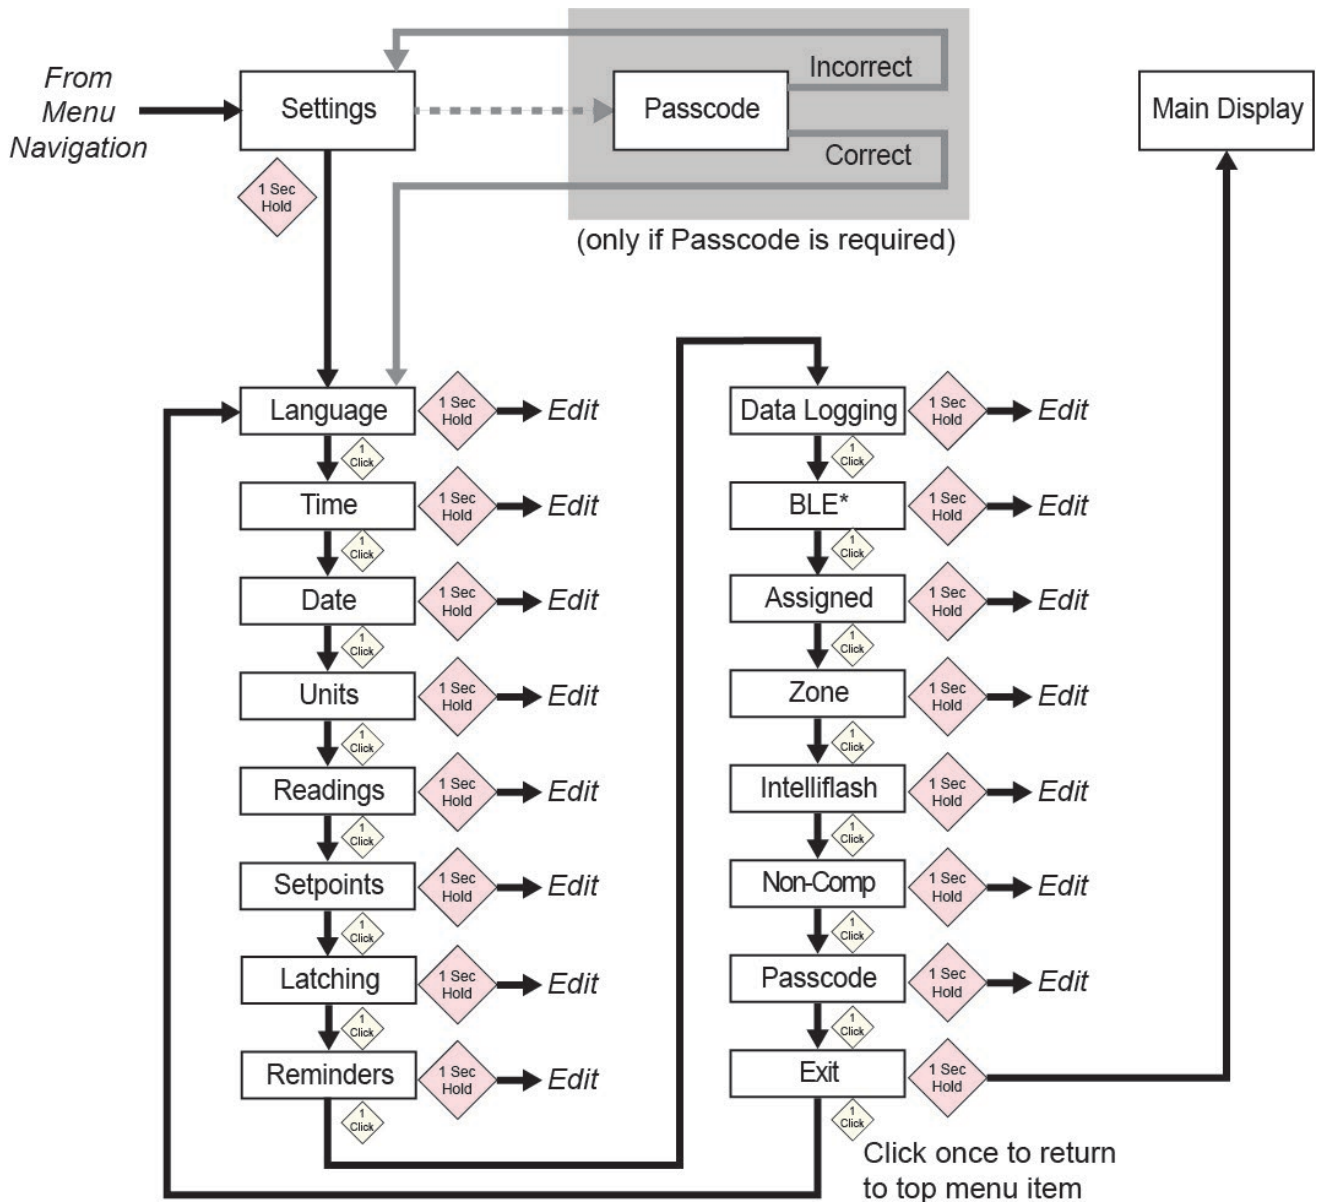 From
Menu
Navigation
Settings
Passcode
Incorrect
Correct
(only if Passcode is required)
Main Display
1 Sec
Hold
Language
1 Sec
Hold
Edit
1
Click
Time
1 Sec
Hold
Edit
1
Click
Date
1 Sec
Hold
Edit
1
Click
Units
1 Sec
Hold
Edit
1
Click
Readings
1 Sec
Hold
Edit
1
Click
Setpoints
1 Sec
Hold
Edit
1
Click
Latching
1 Sec
Hold
Edit
1
Click
Reminders
1 Sec
Hold
Edit
1
Click
Data Logging
1 Sec
Hold
Edit
1
Click
BLE*
1 Sec
Hold
Edit
1
Click
Assigned
1 Sec
Hold
Edit
1
Click
Zone
1 Sec
Hold
Edit
1
Click
Intelliflash
1 Sec
Hold
Edit
1
Click
Non-Comp
1 Sec
Hold
Edit
1
Click
Passcode
1 Sec
Hold
Edit
1
Click
Exit
1 Sec
Hold
1
Click
Click once to return
to top menu item